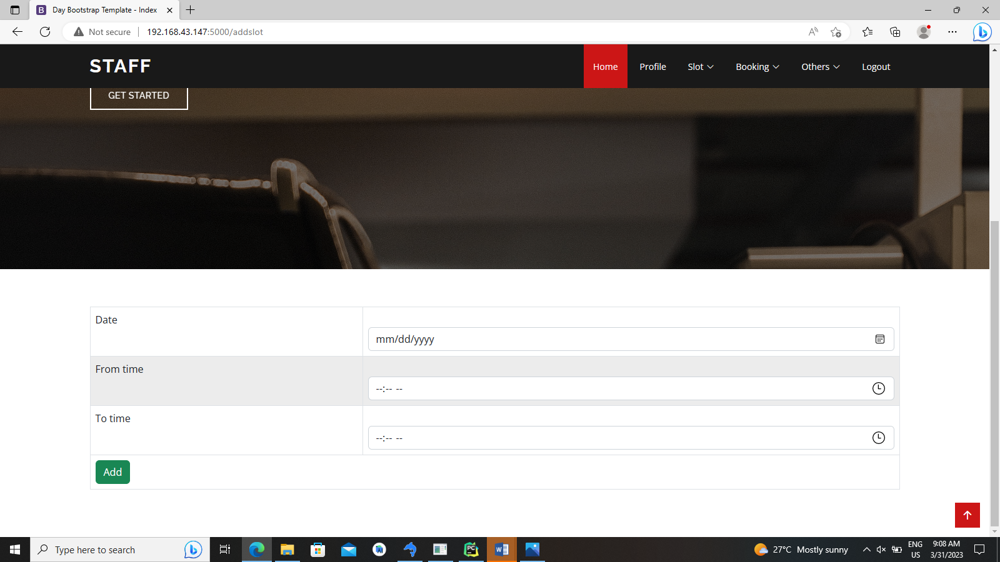 Day Bootstrap Template - Index
Not secure
192.168.43.147:5000/addslot
STAFF
Home
Profile
Slot
Booking
Others
Logout
GET STARTED
Date
mm/dd/yyyy
From time
--:-- --
To time
--:-- --
Add
Type here to search
27°C Mostly sunny
ENG
US
9:08 AM
3/31/2023